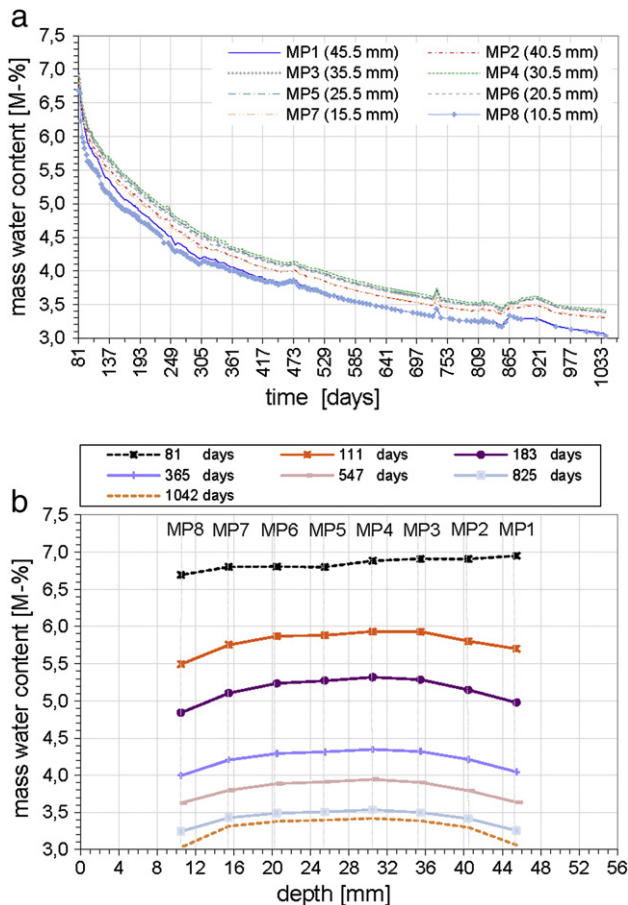 a
7,5
7,0
6,5
6,0
5,5
5,0
4,5
4,0
3,5
3,0
mass water content [M-%]
MP1 (45.5 mm) MP2 (40.5 mm)
MP3 (35.5 mm) MP4 (30.5 mm)
MP5 (25.5 mm) MP6 (20.5 mm)
MP7 (15.5 mm) MP8 (10.5 mm)
81 137 193 249 305 361 417 473 529 585 641 697 753 809 865 921 977 1033
time [days]
81 days 111 days 183 days
365 days 547 days 825 days
1042 days
b
MP8 MP7 MP6 MP5 MP4 MP3 MP2 MP1
7,5
7,0
6,5
6,0
5,5
5,0
4,5
4,0
3,5
3,0
mass water content [M-%]
0 4 8 12 16 20 24 28 32 36 40 44 48 52 56
depth [mm]